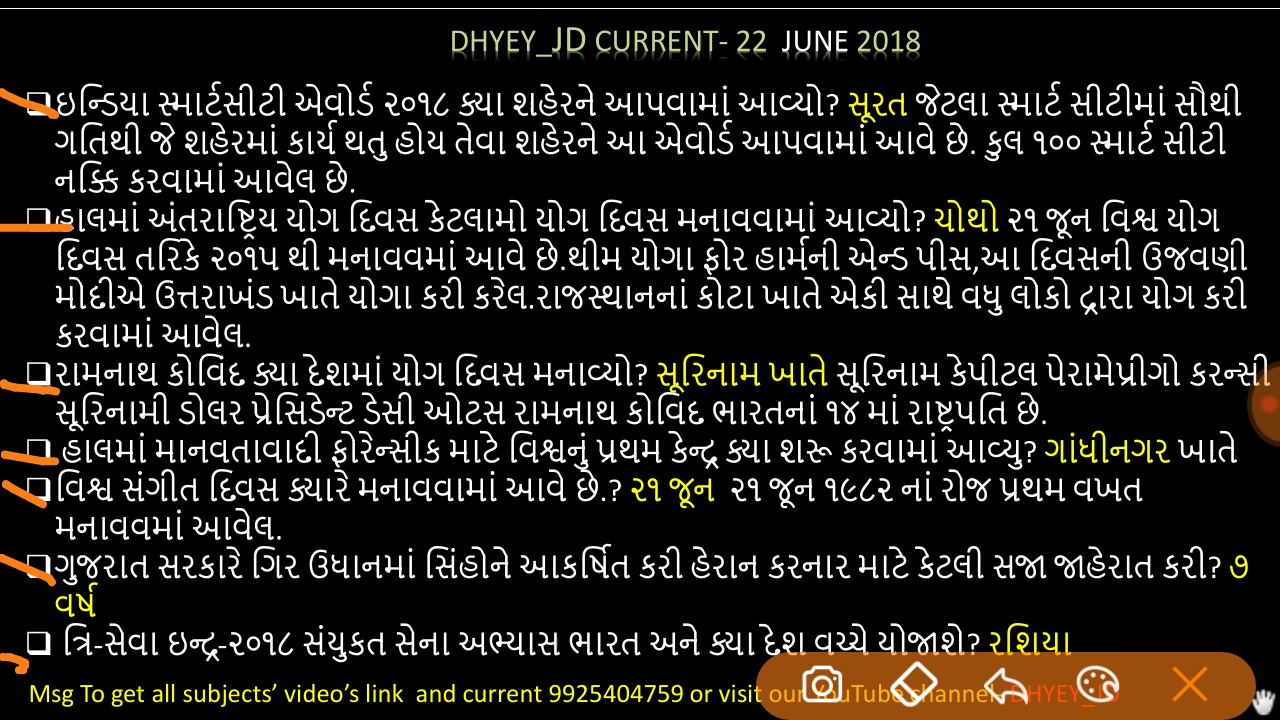 DHYEY_JD CURRENT- 22 JUNE 2018
❑ઇન્ડિયા સ્માર્ટસીટી એવોર્ડ ૨૦૧૮ ક્યા શહેરને આપવામાં આવ્યો? સૂરત જેટલા સ્માર્ટ સીટીમાં સૌથી
ગતિથી જે શહેરમાં કાર્ય થતુ હોય તેવા શહેરને આ એવોર્ડ આપવામાં આવે છે. કુલ ૧૦૦ સ્માર્ટ સીટી
નક્કિ કરવામાં આવેલ છે.
❑હાલમાં અંતરાષ્ટ્રિય યોગ દિવસ કેટલામો યોગ દિવસ મનાવવામાં આવ્યો? ચોથો ૨૧ જૂન વિશ્વ યોગ
દિવસ તરિકે ૨૦૧૫ થી મનાવવમાં આવે છે.થીમ યોગા ફોર હાર્મની એન્ડ પીસ,આ દિવસની ઉજવણી
મોદીએ ઉત્તરાખંડ ખાતે યોગા કરી કરેલ.રાજસ્થાનનાં કોટા ખાતે એકી સાથે વધુ લોકો દ્રારા યોગ કરી
કરવામાં આવેલ.
❑રામનાથ કોવિંદ ક્યા દેશમાં યોગ દિવસ મનાવ્યો? સૂરિનામ ખાતે સૂરિનામ કેપીટલ પેરામેપ્રીગો કરન્સી
સૂરિનામી ડોલર પ્રેસિડેન્ટ ડેસી ઓટસ રામનાથ કોવિંદ ભારતનાં ૧૪ માં રાષ્ટ્રપતિ છે.
❑ હાલમાં માનવતાવાદી ફોરેન્સીક માટે વિશ્વનું પ્રથમ કેન્દ્ર ક્યા શરૂ કરવામાં આવ્યુ? ગાંધીનગર ખાતે
❑વિશ્વ સંગીત દિવસ ક્યારે મનાવવામાં આવે છે.? ૨૧ જૂન ૨૧ જૂન ૧૯૮૨ નાં રોજ પ્રથમ વખત
મનાવવમાં આવેલ.
❑ગુજરાત સરકારે ગિર ઉધાનમાં સિંહોને આકર્ષિત કરી હેરાન કરનાર માટે કેટલી સજા જાહેરાત કરી? ૭
વર્ષ
❑ ત્રિ-સેવા ઇન્દ્ર-૨૦૧૮ સંયુકત સેના અભ્યાસ ભારત અને ક્યા દેશ વચ્ચે યોજાશે? રશિયા
Msg To get all subjects' video's link and current 9925404759 or visit our YouTube channel- DHYEY_JD